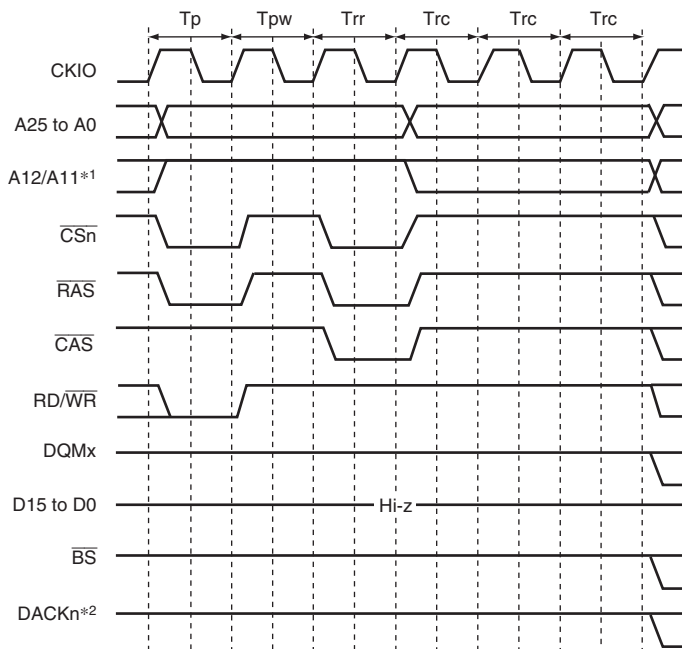 Tp Tpw Trr Trc Trc Trc
CKIO
A25 to A0
A12/A11*1
CSn
RAS
CAS
RD/WR
DQMx
D15 to D0
Hi-z
BS
DACKn*2